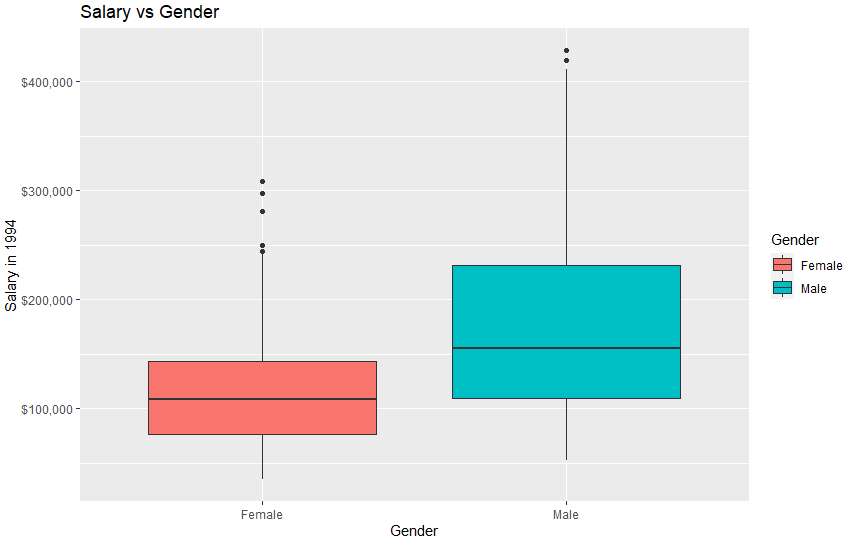 Salary vs Gender
$400,000
$300,000
$200,000
$100,000
Salary in 1994
Female
Male
Gender
Gender
Female
Male